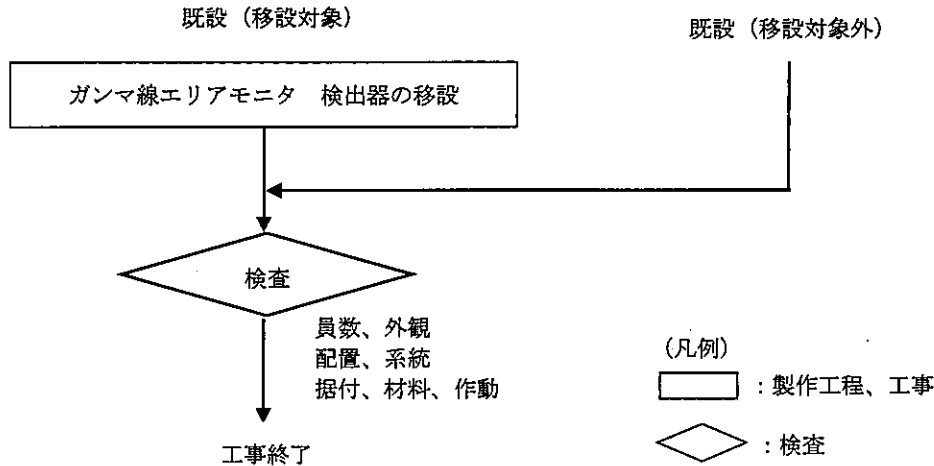 既設（移設対象）
既設（移設対象外）
ガンマ線エリアモニタ　検出器の移設
検査
員数、外観
配置、系統
据付、材料、作動
工事終了
（凡例）
：製作工程、工事
：検査